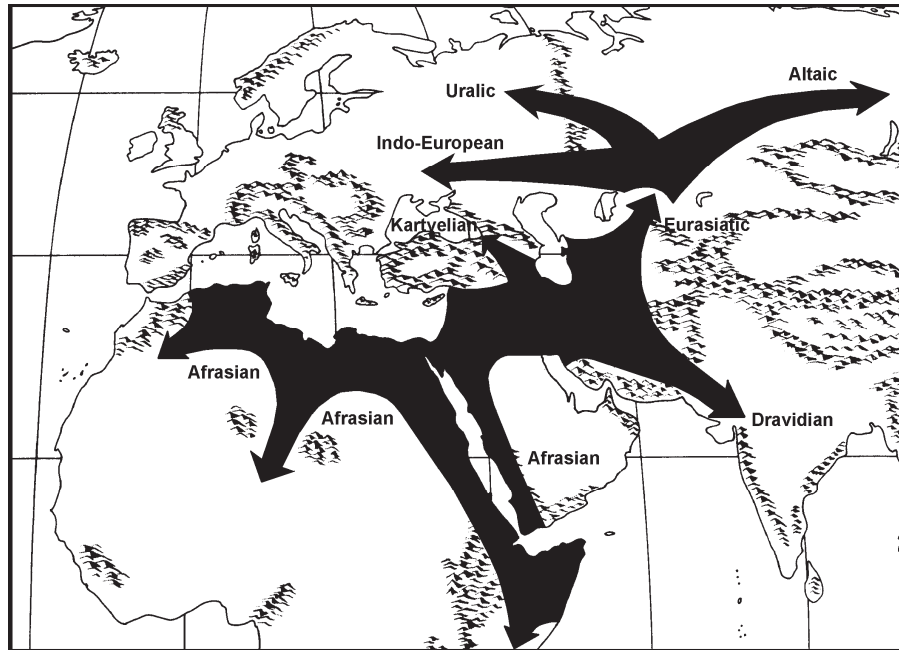 Altaic
Uralic
Indo-European
Kartvelian
Eurasiatic
Afrasian
Afrasian
Dravidian
Afrasian